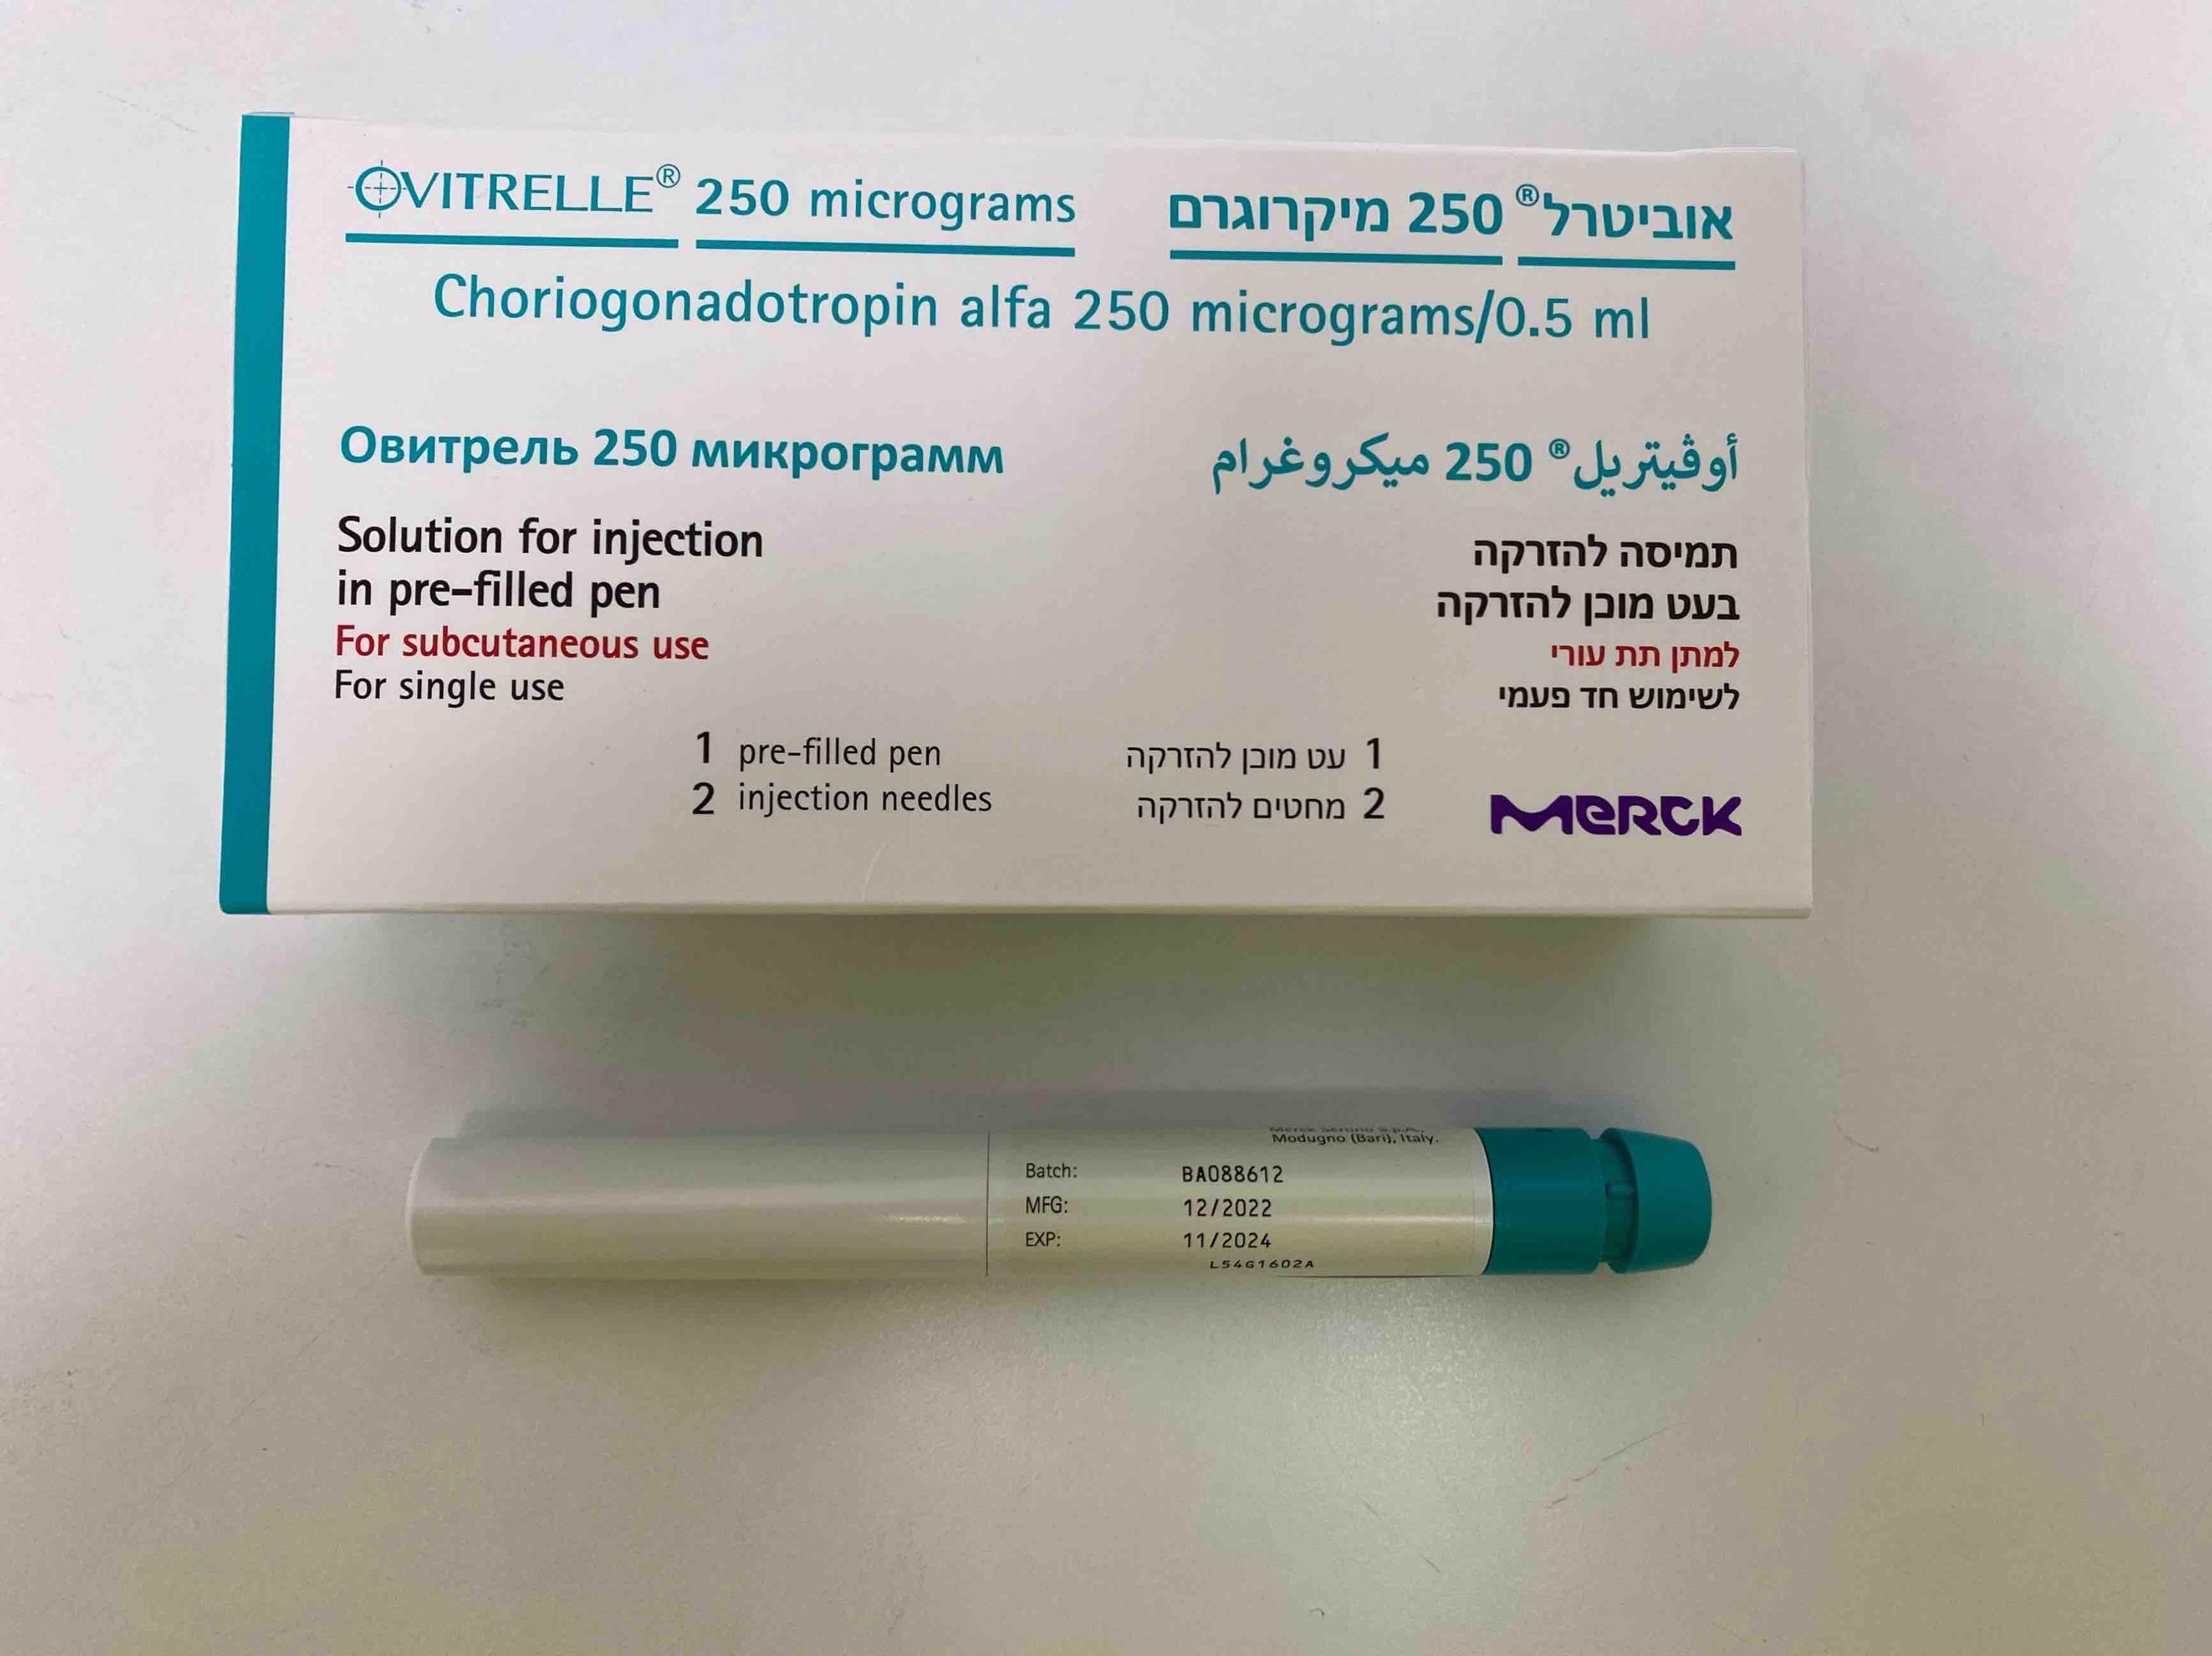 OVITRELLE® 250 micrograms
אוביטרל® 250 מיקרוגרם
Choriogonadotropin alfa 250 micrograms/0.5 ml
Овитрель 250 микрограмм
أوڤيتريل® 250 ميكروغرام
Solution for injection
in pre-filled pen
For subcutaneous use
For single use
תמיסה להזרקה
בעט מוכן להזרקה
למתן תת עורי
לשימוש חד פעמי
1 pre-filled pen
2 injection needles
1 עט מוכן להזרקה
2 מחטים להזרקה
MERCK
Merck Serono S.p.A.,
Modugno (Bari), Italy.
Batch: BA088612
MFG: 12/2022
EXP: 11/2024
L54G1602A